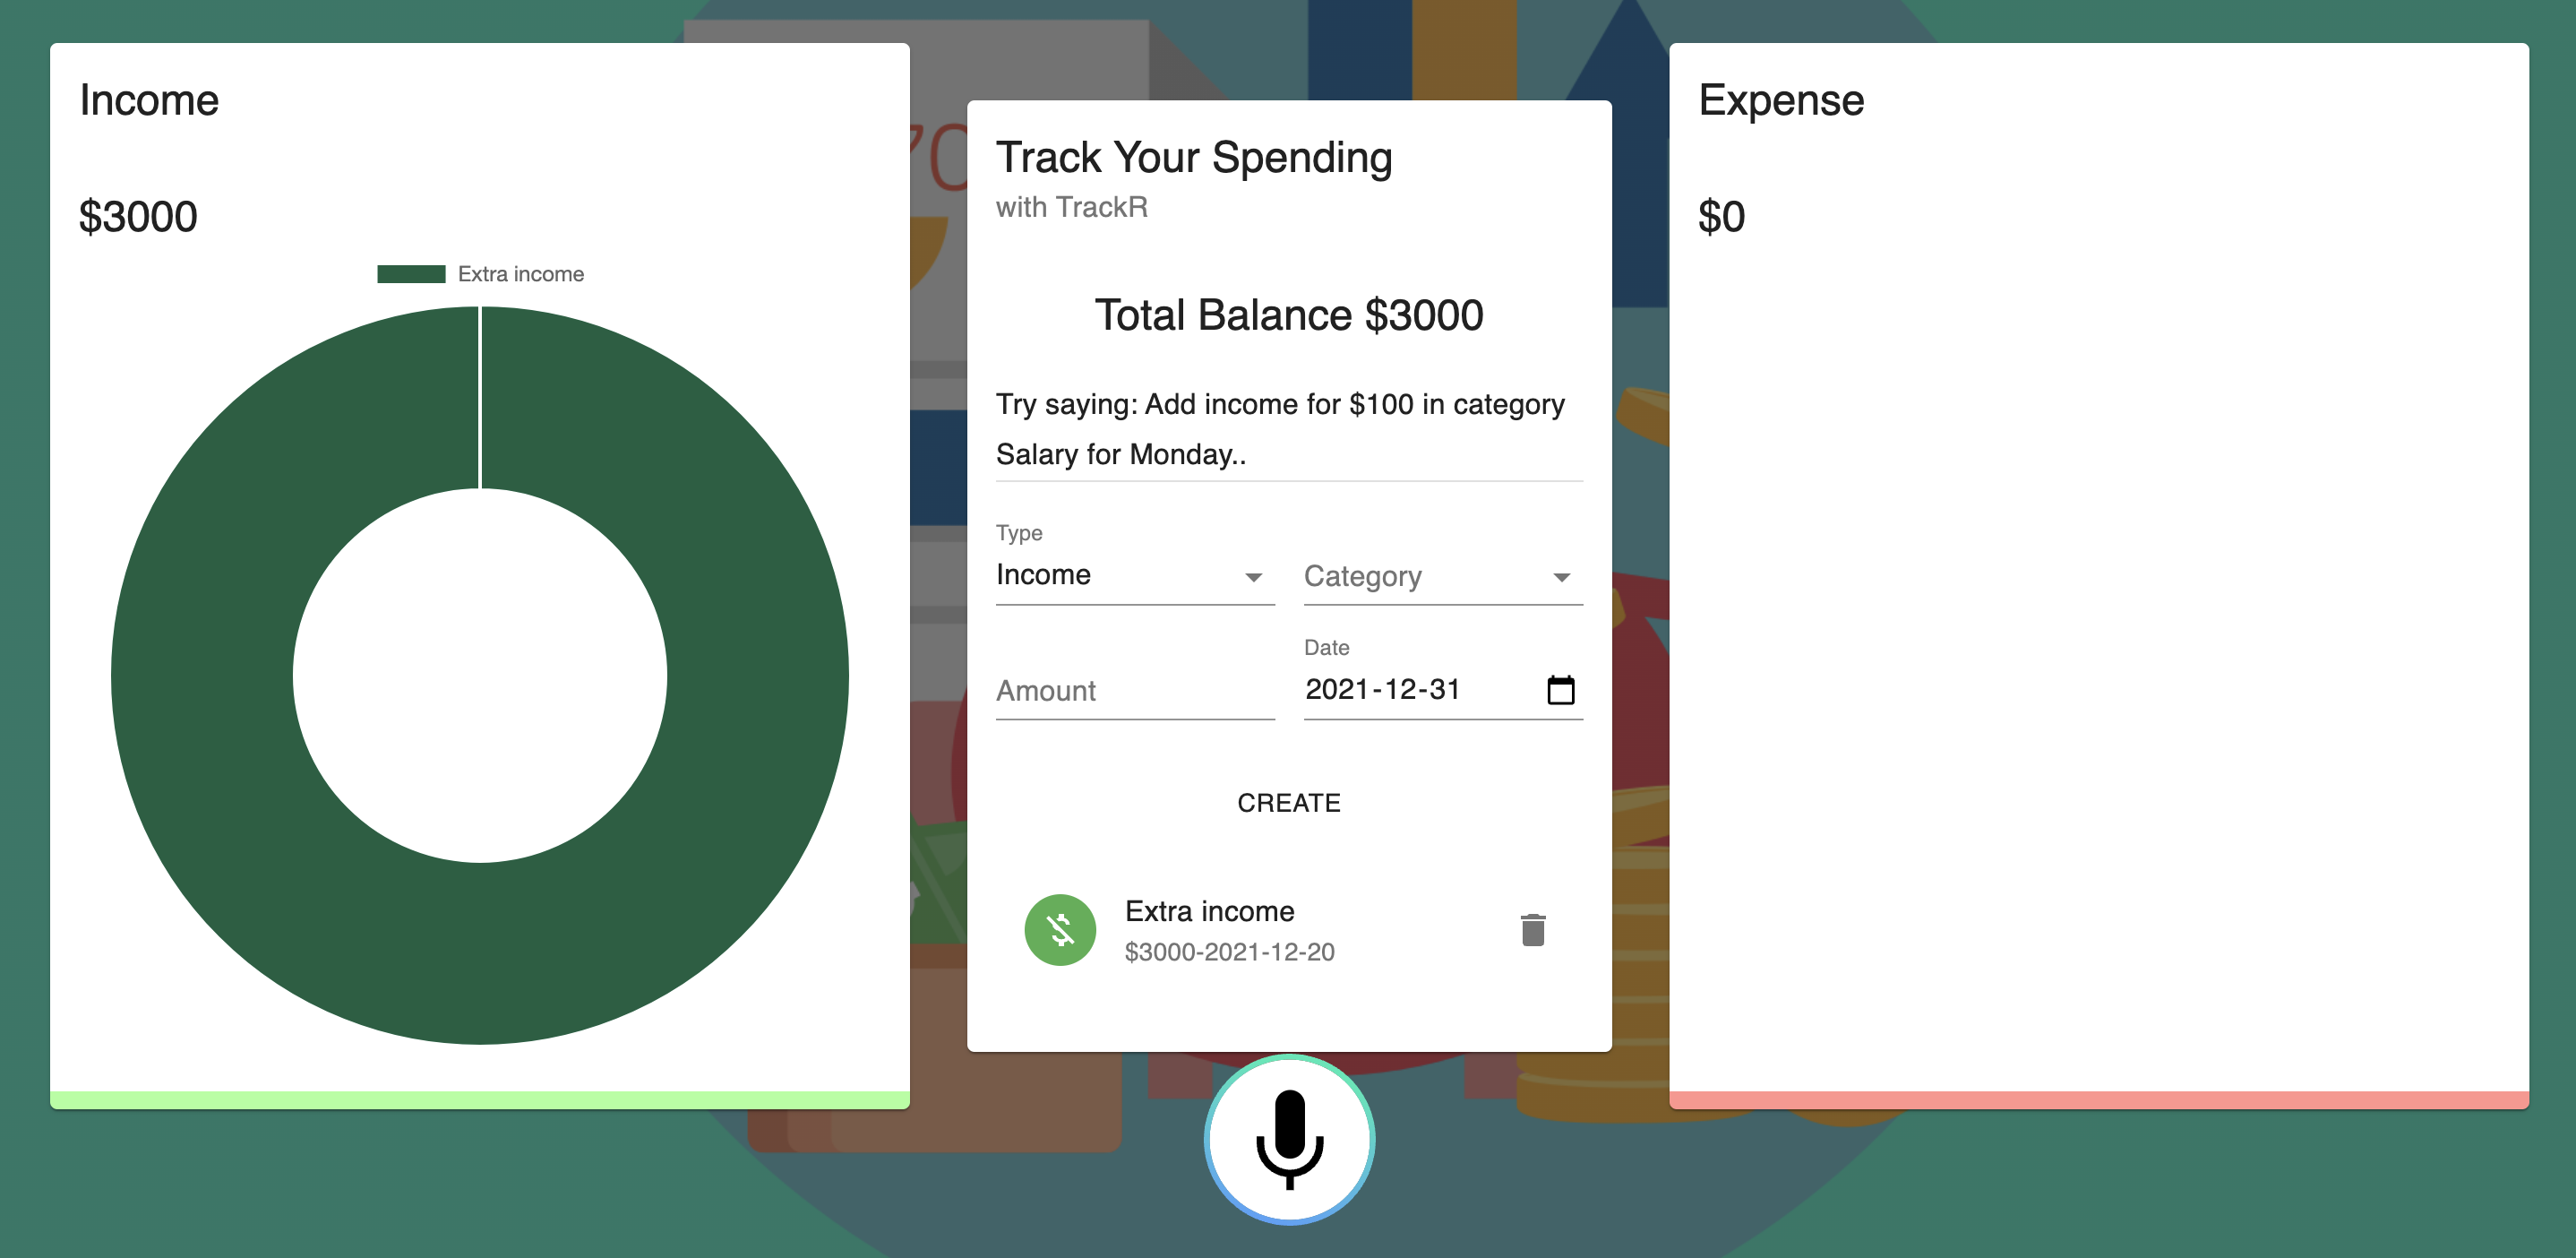 Income
$3000
Extra income
70
Track Your Spending
with TrackR
Total Balance $3000
Try saying: Add income for $100 in category
Salary for Monday..
Type
Income
Category
Amount
Date
2021-12-31
CREATE
Extra income
$3000-2021-12-20
Expense
$0